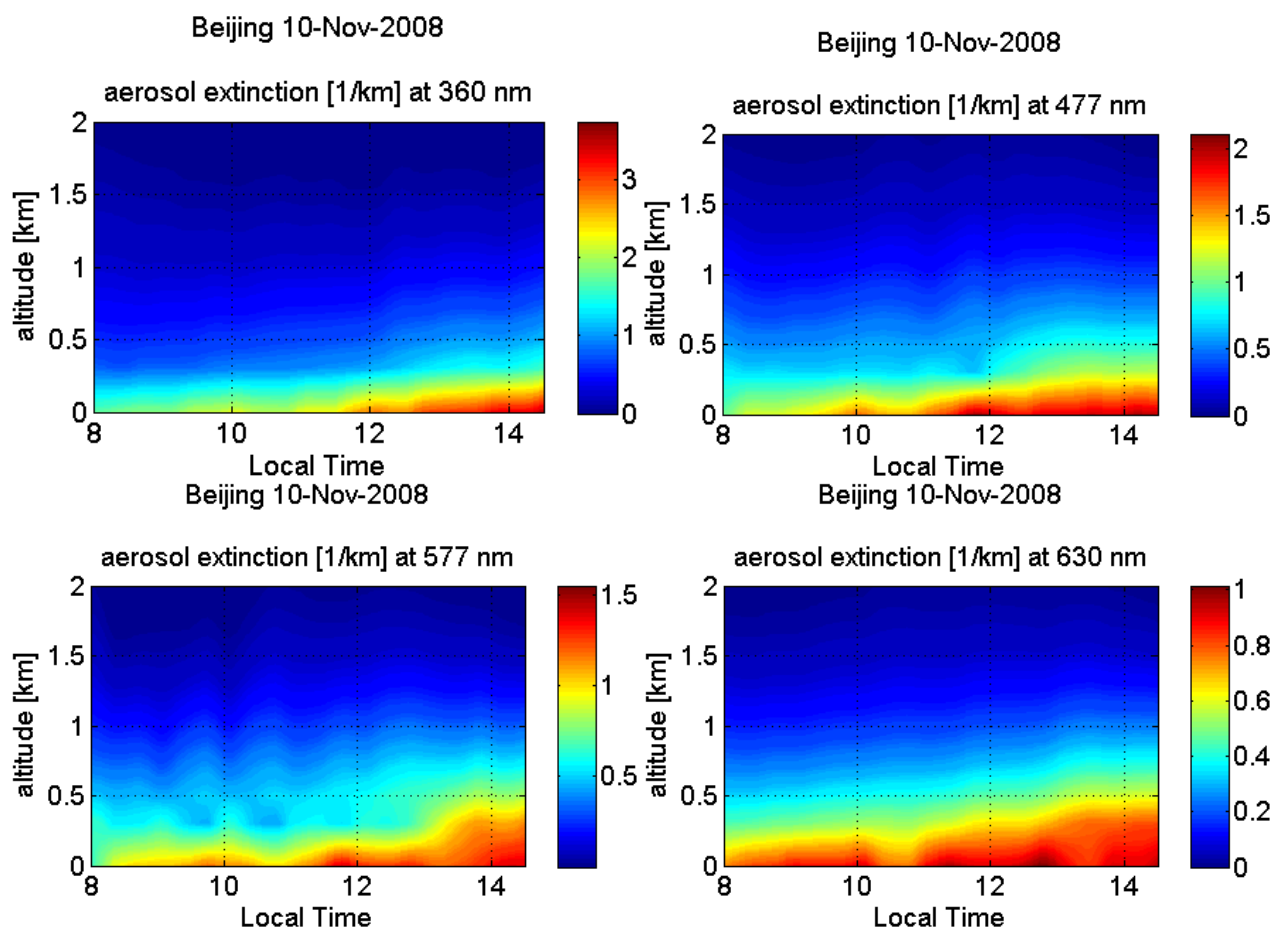 Beijing 10-Nov-2008
aerosol extinction [1/km] at 360 nm
2
1.5
1
0.5
0
altitude [km]
8 10 12 14
Local Time
3
2
1
0
Beijing 10-Nov-2008
aerosol extinction [1/km] at 477 nm
2
1.5
1
0.5
0
altitude [km]
8 10 12 14
Local Time
2
1.5
1
0.5
0
Beijing 10-Nov-2008
aerosol extinction [1/km] at 577 nm
2
1.5
1
0.5
0
altitude [km]
8 10 12 14
Local Time
1.5
1
0.5
Beijing 10-Nov-2008
aerosol extinction [1/km] at 630 nm
2
1.5
1
0.5
0
altitude [km]
8 10 12 14
Local Time
1
0.8
0.6
0.4
0.2
0